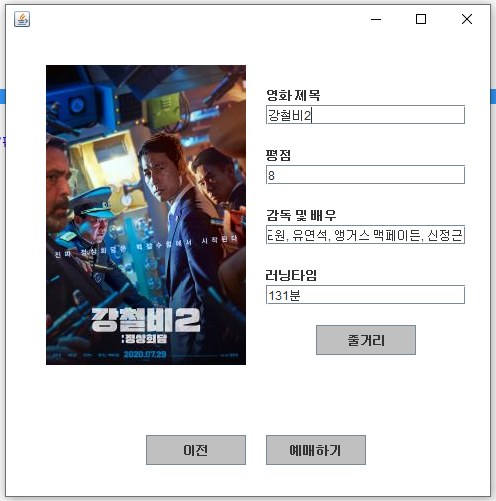 영화 제목
강철비2
평점
8
감독 및 배우
도원, 유연석, 앵거스 맥페이든, 신정근
러닝타임
131분
줄거리
진짜 정상회담은 핵잠수함에서 시작된다
강철비2
:정상회담
2020.07.29
이전
예매하기